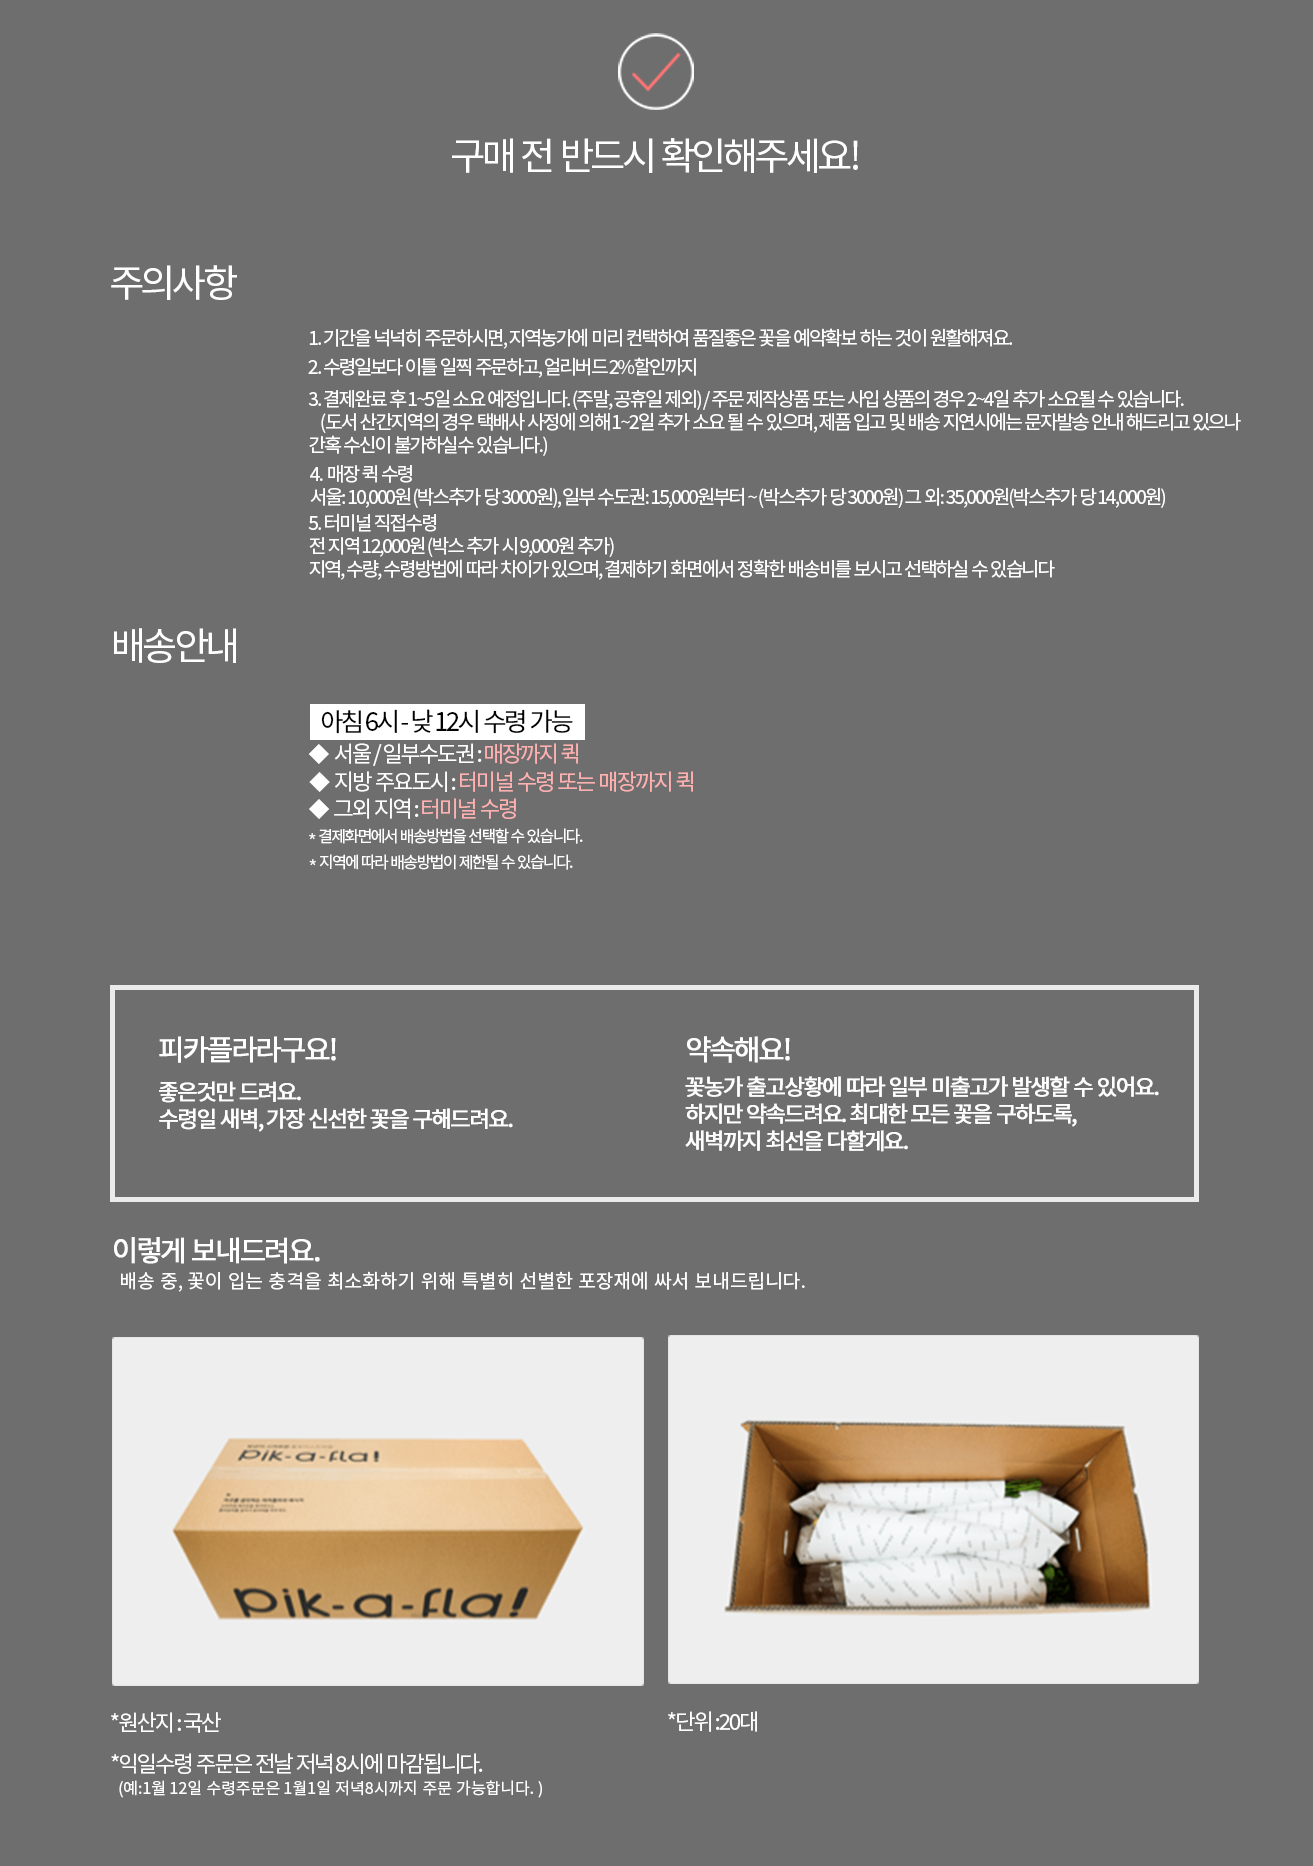 구매 전 반드시 확인해주세요!
주의사항
1. 기간을 넉넉히 주문하시면, 지역농가에 미리 컨택하여 품질좋은 꽃을 예약확보 하는 것이 원활해져요.
2. 수령일보다 이틀 일찍 주문하고, 얼리버드 2%할인까지
3. 결제완료 후 1~5일 소요 예정입니다. (주말, 공휴일 제외) / 주문 제작상품 또는 사입 상품의 경우 2~4일 추가 소요될 수 있습니다.
(도서 산간지역의 경우 택배사 사정에 의해 1~2일 추가 소요 될 수 있으며, 제품 입고 및 배송 지연시에는 문자발송 안내 해드리고 있으나
간혹 수신이 불가하실수 있습니다.)
4. 매장 퀵 수령
서울: 10,000원 (박스추가 당 3000원), 일부 수도권: 15,000원부터 ~ (박스추가 당 3000원) 그 외: 35,000원(박스추가 당 14,000원)
5. 터미널 직접수령
전 지역 12,000원 (박스 추가 시 9,000원 추가)
지역, 수량, 수령방법에 따라 차이가 있으며, 결제하기 화면에서 정확한 배송비를 보시고 선택하실 수 있습니다
배송안내
아침 6시 - 낮 12시 수령 가능
◆ 서울 / 일부수도권 : 매장까지 퀵
◆ 지방 주요도시 : 터미널 수령 또는 매장까지 퀵
◆ 그외 지역 : 터미널 수령
* 결제화면에서 배송방법을 선택할 수 있습니다.
* 지역에 따라 배송방법이 제한될 수 있습니다.
피카플라라구요!
좋은것만 드려요.
수령일 새벽, 가장 신선한 꽃을 구해드려요.
약속해요!
꽃농가 출고상황에 따라 일부 미출고가 발생할 수 있어요.
하지만 약속드려요. 최대한 모든 꽃을 구하도록,
새벽까지 최선을 다할게요.
이렇게 보내드려요.
배송 중, 꽃이 입는 충격을 최소화하기 위해 특별히 선별한 포장재에 싸서 보내드립니다.
pik-a-fla!
pik-a-fla!
*원산지 : 국산
*단위 :20대
*익일수령 주문은 전날 저녁 8시에 마감됩니다.
(예:1월 12일 수령주문은 1월1일 저녁8시까지 주문 가능합니다. )